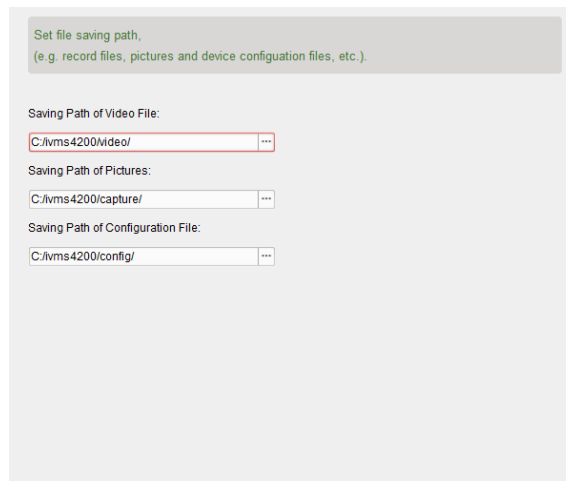 Set file saving path,
(e.g. record files, pictures and device configuation files, etc.).
Saving Path of Video File:
C:/ivms4200/video/ ...
Saving Path of Pictures:
C:/ivms4200/capture/ ...
Saving Path of Configuration File:
C:/ivms4200/config/ ...